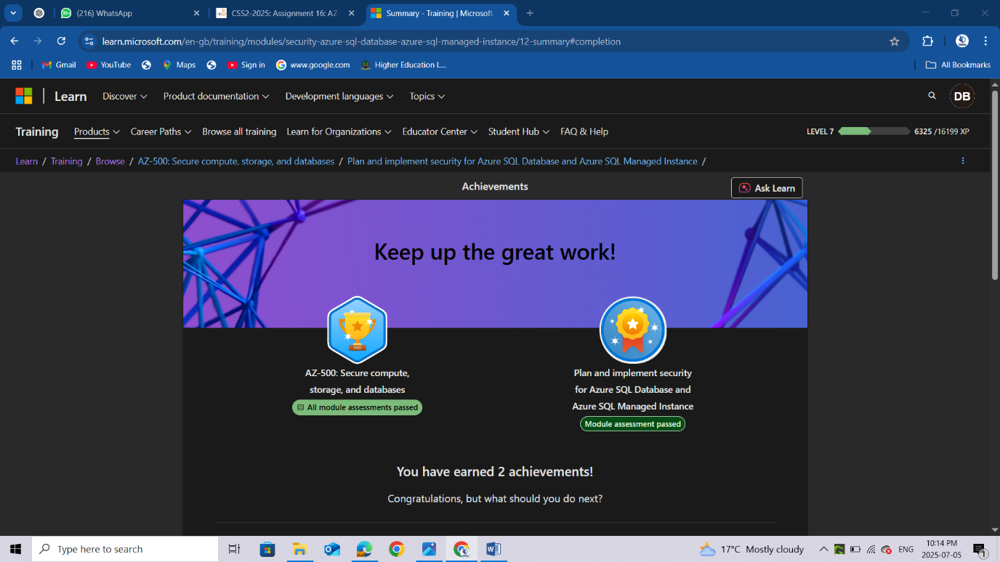 (216) WhatsApp
CSS2-2025: Assignment 16: AZ
Summary - Training | Microsoft
learn.microsoft.com/en-gb/training/modules/security-azure-sql-database-azure-sql-managed-instance/12-summary#completion
Gmail YouTube Maps Sign in www.google.com Higher Education L... All Bookmarks
Learn Discover Product documentation Development languages Topics DB
Training Products Career Paths Browse all training Learn for Organizations Educator Center Student Hub FAQ & Help LEVEL 7 6325 /16199 XP
Learn / Training / Browse / AZ-500: Secure compute, storage, and databases / Plan and implement security for Azure SQL Database and Azure SQL Managed Instance /
Achievements
Ask Learn
Keep up the great work!
AZ-500: Secure compute,
storage, and databases
All module assessments passed
Plan and implement security
for Azure SQL Database and
Azure SQL Managed Instance
Module assessment passed
You have earned 2 achievements!
Congratulations, but what should you do next?
Type here to search
17°C Mostly cloudy
ENG
10:14 PM
2025-07-05
1